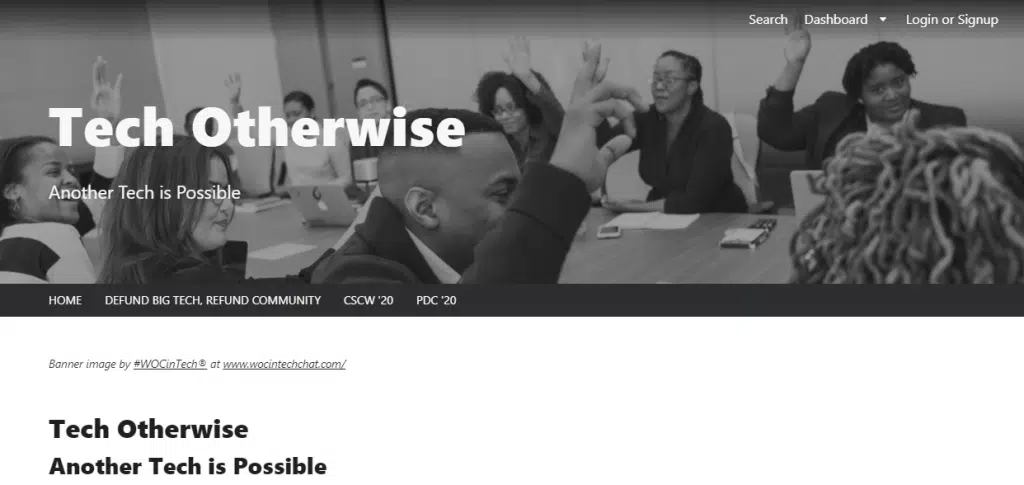 Search Dashboard Login or Signup
Tech Otherwise
Another Tech is Possible
HOME DEFUND BIG TECH, REFUND COMMUNITY CSCW '20 PDC '20
Banner image by #WOCinTech® at www.wocintechchat.com/
Tech Otherwise
Another Tech is Possible